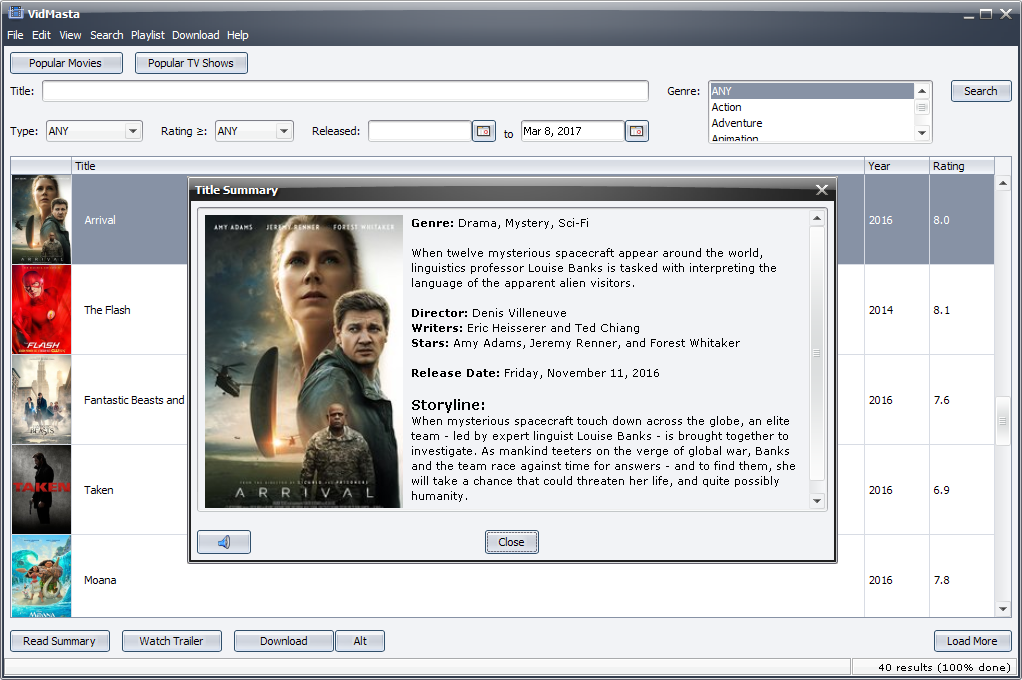 VidMasta
File Edit View Search Playlist Download Help
Popular Movies Popular TV Shows
Title: Genre: ANY Search
Action
Adventure
Animation
Type: ANY Rating ≥: ANY Released: to Mar 8, 2017
Title Year Rating
Arrival 2016 8.0
The Flash 2014 8.1
Fantastic Beasts and 2016 7.6
Taken 2016 6.9
Moana 2016 7.8
FLASH
BEASTS
TAKEN
MOANA
ARRIVAL
Title Summary
AMY ADAMS JEREMY RENNER FOREST WHITAKER
ARRIVAL
Genre: Drama, Mystery, Sci-Fi
When twelve mysterious spacecraft appear around the world,
linguistics professor Louise Banks is tasked with interpreting the
language of the apparent alien visitors.
Director: Denis Villeneuve
Writers: Eric Heisserer and Ted Chiang
Stars: Amy Adams, Jeremy Renner, and Forest Whitaker
Release Date: Friday, November 11, 2016
Storyline:
When mysterious spacecraft touch down across the globe, an elite
team - led by expert linguist Louise Banks - is brought together to
investigate. As mankind teeters on the verge of global war, Banks
and the team race against time for answers - and to find them, she
will take a chance that could threaten her life, and quite possibly
humanity.
Close
Read Summary Watch Trailer Download Alt Load More
40 results (100% done)